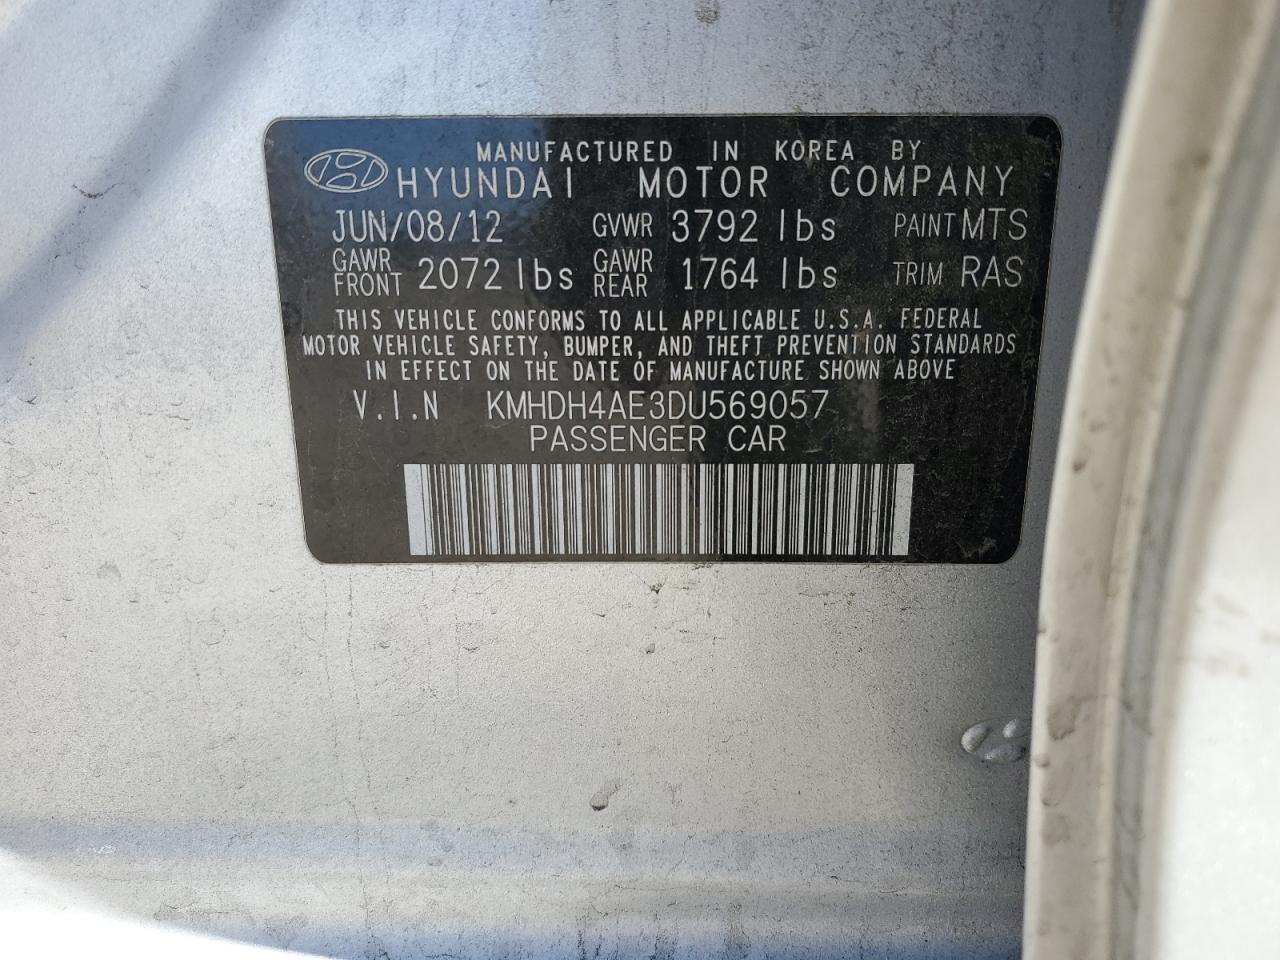 MANUFACTURED IN KOREA BY
HYUNDAI MOTOR COMPANY
JUN/08/12 GVWR 3792 lbs PAINT MTS
GAWR FRONT 2072 lbs GAWR REAR 1764 lbs TRIM RAS
THIS VEHICLE CONFORMS TO ALL APPLICABLE U.S.A. FEDERAL
MOTOR VEHICLE SAFETY, BUMPER, AND THEFT PREVENTION STANDARDS
IN EFFECT ON THE DATE OF MANUFACTURE SHOWN ABOVE
V.I.N KMHDH4AE3DU569057
PASSENGER CAR